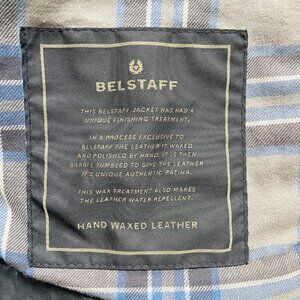 BELSTAFF
THIS BELSTAFF JACKET HAS HAD A
UNIQUE FINISHING TREATMENT.
IN A PROCESS EXCLUSIVE TO
BELSTAFF THE LEATHER IS WAXED
AND POLISHED BY HAND, IT IS THEN
BARREL TUMBLED TO GIVE THE LEATHER
IT'S UNIQUE AUTHENTIC PATINA.
THIS WAX TREATMENT ALSO MAKES
THE LEATHER WATER REPELLENT.
HAND WAXED LEATHER